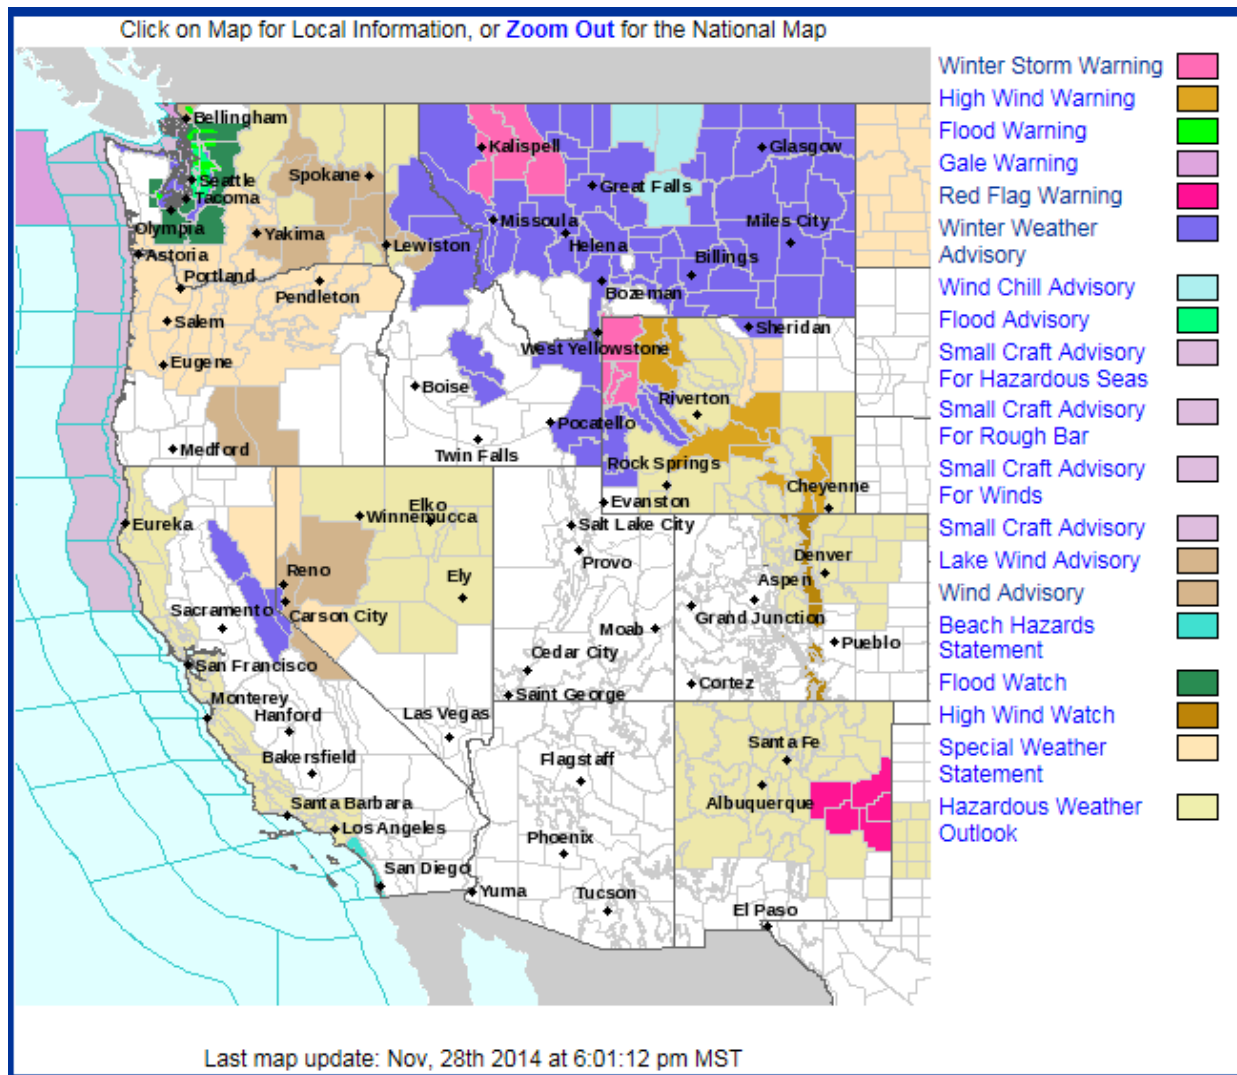 Click on Map for Local Information, or Zoom Out for the National Map
Winter Storm Warning
High Wind Warning
Flood Warning
Gale Warning
Red Flag Warning
Winter Weather
Advisory
Wind Chill Advisory
Flood Advisory
Small Craft Advisory
For Hazardous Seas
Small Craft Advisory
For Rough Bar
Small Craft Advisory
For Winds
Small Craft Advisory
Lake Wind Advisory
Wind Advisory
Beach Hazards
Statement
Flood Watch
High Wind Watch
Special Weather
Statement
Hazardous Weather
Outlook
Bellingham
Kalispell
Glasgow
Spokane
Seattle
Great Falls
Tacoma
Missoula
Miles City
Olympia
Yakima
Lewiston
Helena
Astoria
Billings
Portland
Pendleton
Bozeman
Salem
Sheridan
West Yellowstone
Eugene
Boise
Riverton
Pocatello
Medford
Twin Falls
Rock Springs
Cheyenne
Evanston
Elko
Winnemucca
Eureka
Salt Lake City
Provo
Denver
Reno
Ely
Aspen
Sacramento
Carson City
Grand Junction
Moab
Pueblo
San Francisco
Cedar City
Cortez
Saint George
Monterey
Hanford
Las Vegas
Santa Fe
Bakersfield
Flagstaff
Albuquerque
Santa Barbara
Los Angeles
Phoenix
San Diego
Yuma
Tucson
El Paso
Last map update: Nov, 28th 2014 at 6:01:12 pm MST